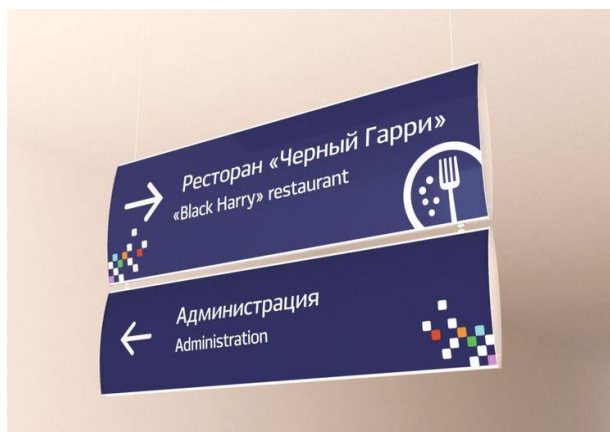 Ресторан «Черный Гарри»
«Black Harry» restaurant
Администрация
Administration